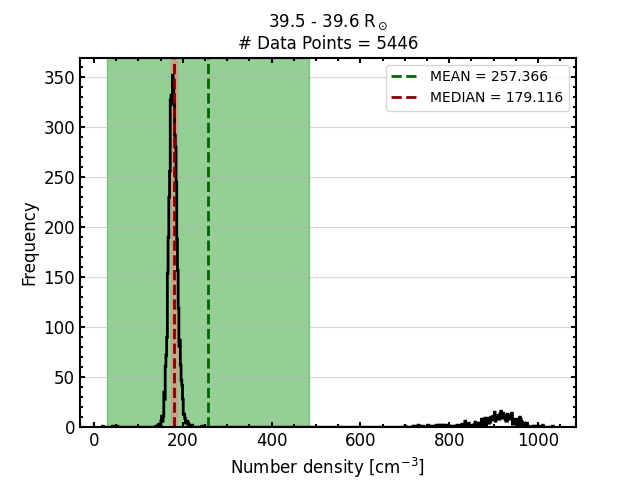 39.5 - 39.6 R⊙
# Data Points = 5446
MEAN = 257.366
MEDIAN = 179.116
350
300
250
200
150
100
50
0
Frequency
0 200 400 600 800 1000
Number density [cm⁻³]